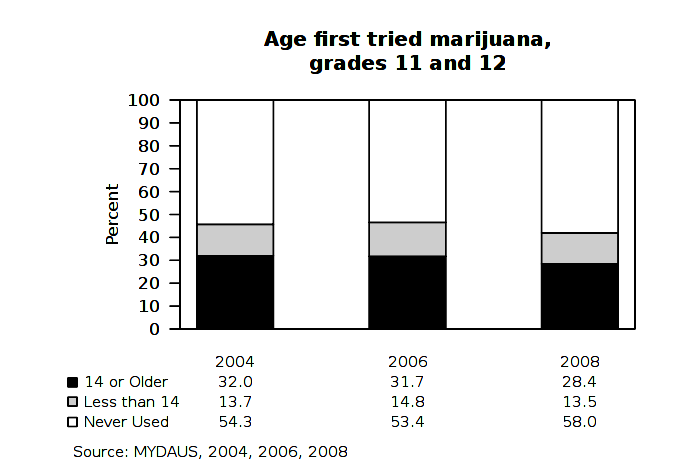 Age first tried marijuana,
grades 11 and 12
Percent
100
90
80
70
60
50
40
30
20
10
0
2004 2006 2008
14 or Older 32.0 31.7 28.4
Less than 14 13.7 14.8 13.5
Never Used 54.3 53.4 58.0
Source: MYDAUS, 2004, 2006, 2008